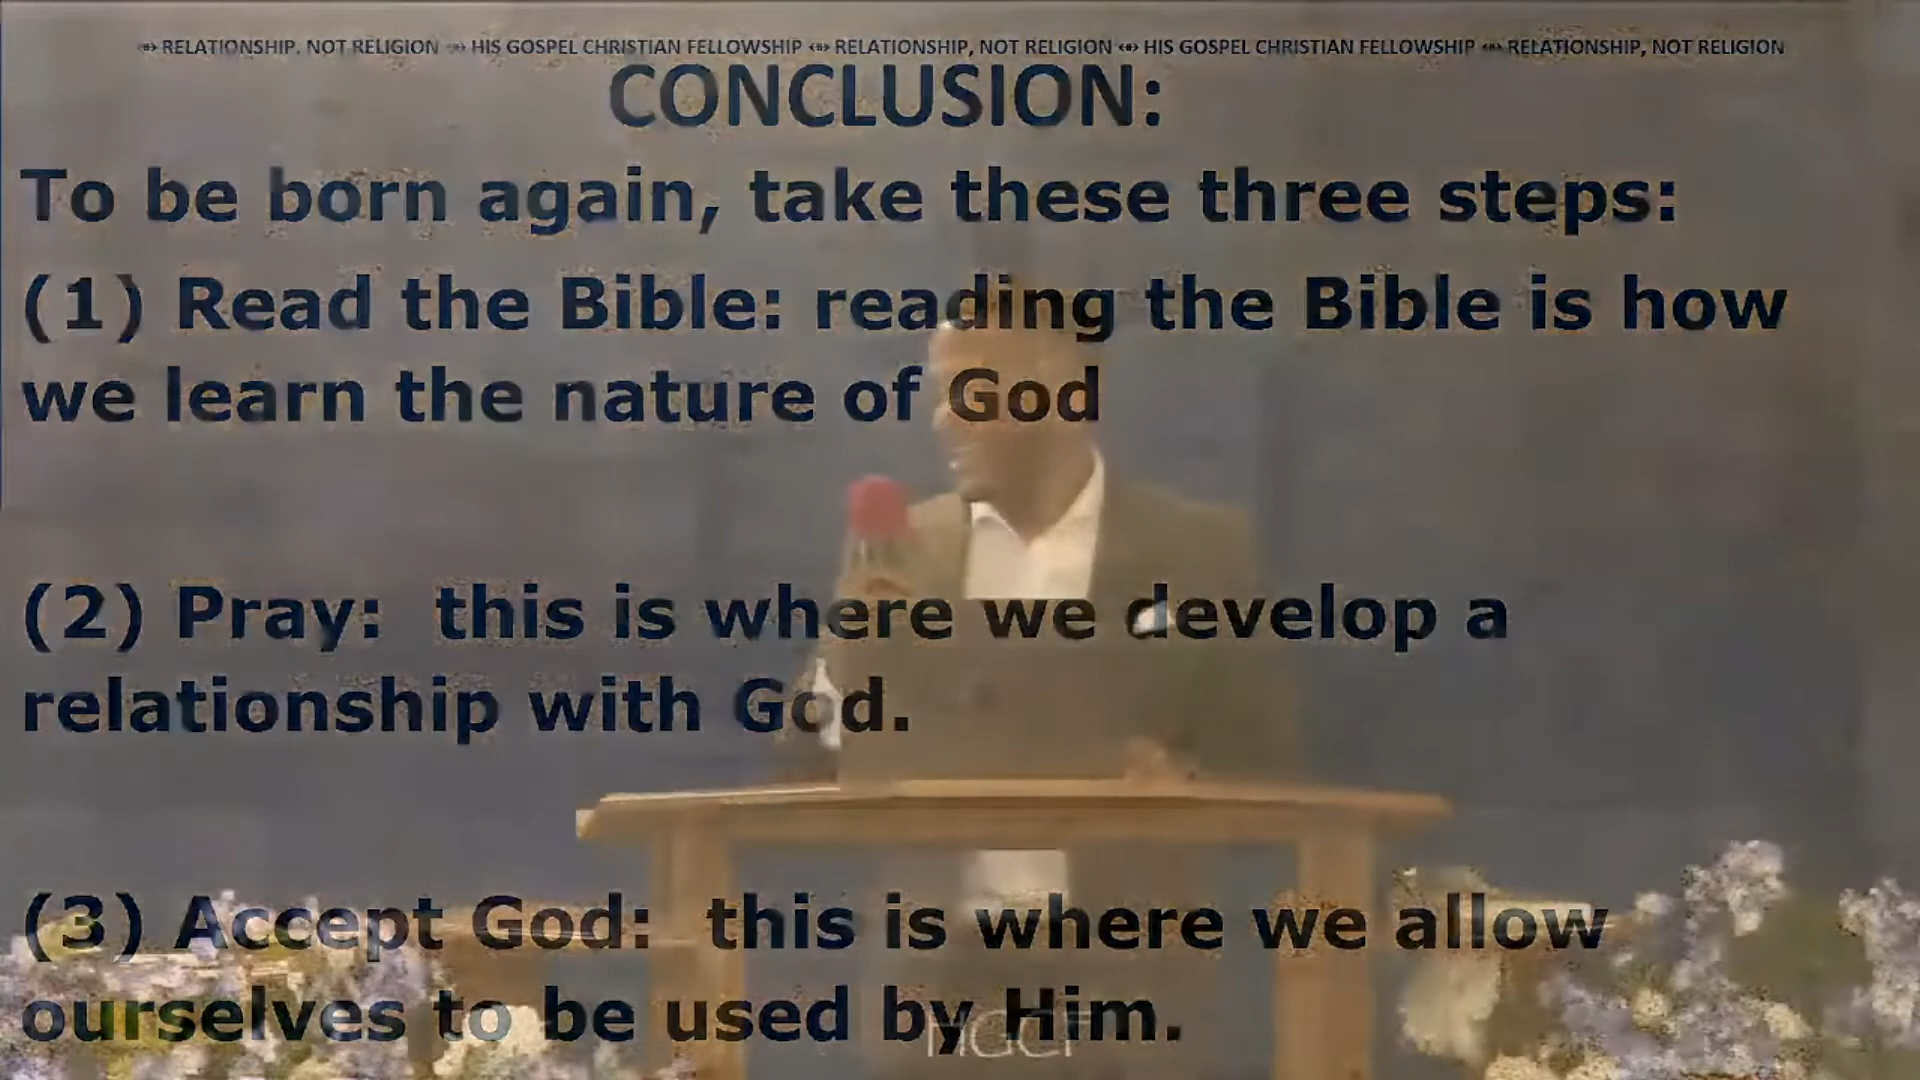 RELATIONSHIP, NOT RELIGION HIS GOSPEL CHRISTIAN FELLOWSHIP RELATIONSHIP, NOT RELIGION HIS GOSPEL CHRISTIAN FELLOWSHIP RELATIONSHIP, NOT RELIGION
CONCLUSION:
To be born again, take these three steps:
(1) Read the Bible: reading the Bible is how
we learn the nature of God
(2) Pray: this is where we develop a
relationship with God.
(3) Accept God: this is where we allow
ourselves to be used by Him.
HGCF